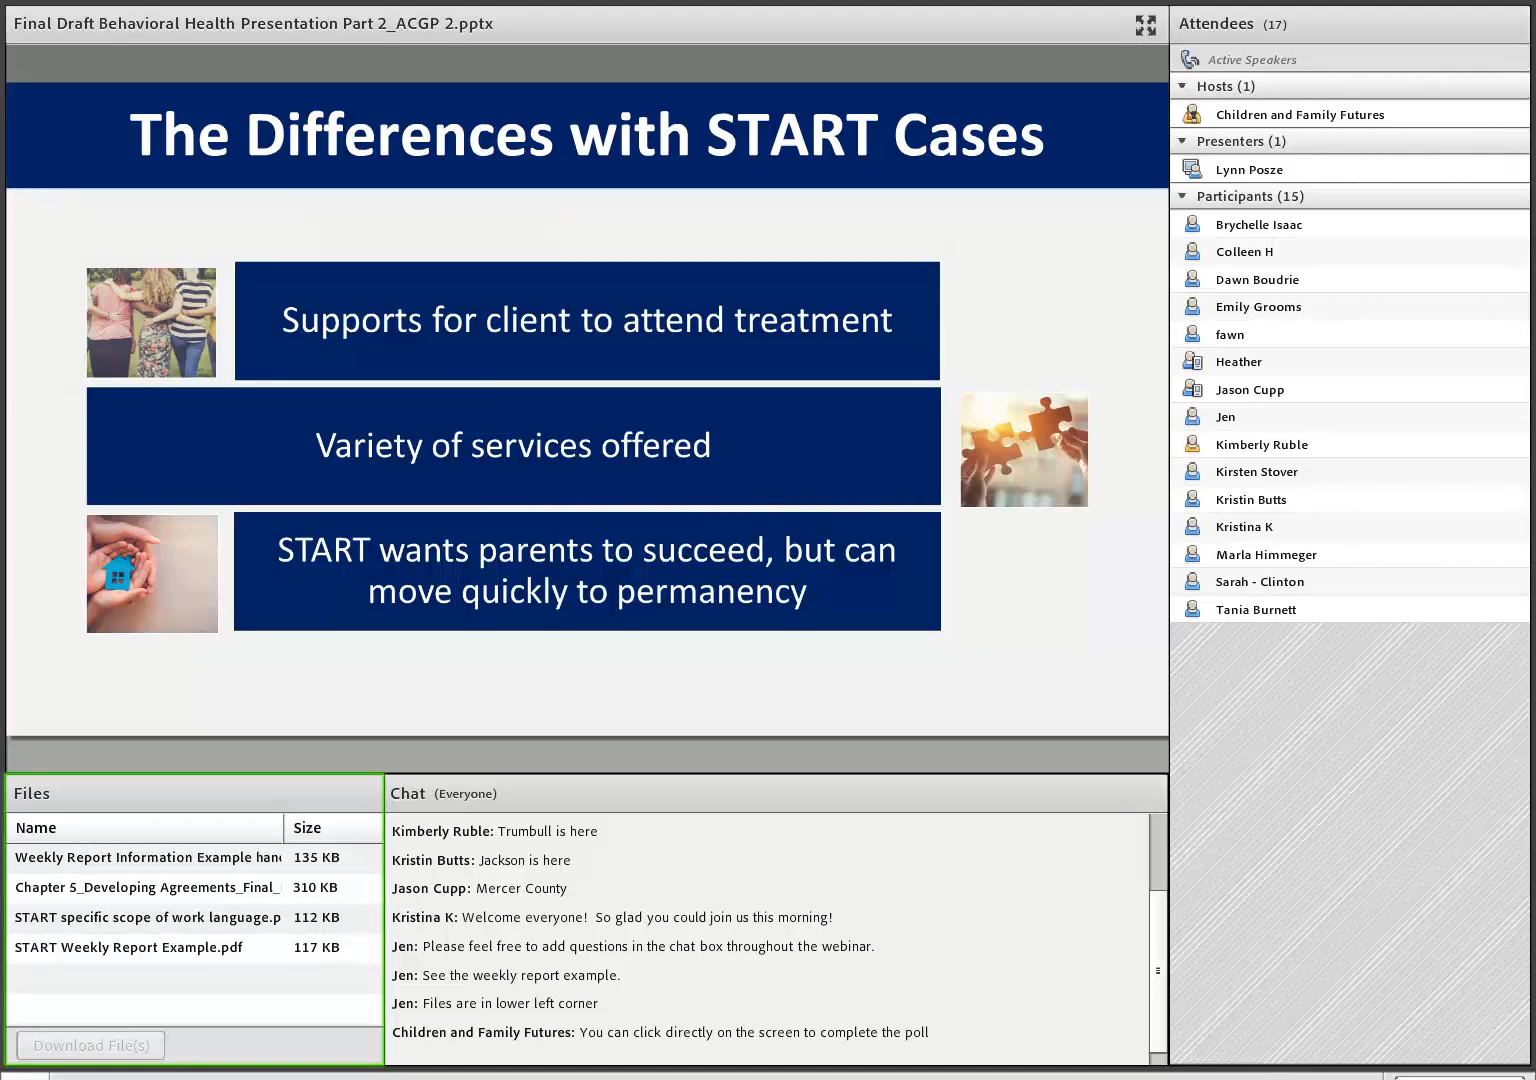 Final Draft Behavioral Health Presentation Part 2_ACGP 2.pptx
The Differences with START Cases
Supports for client to attend treatment
Variety of services offered
START wants parents to succeed, but can
move quickly to permanency
Attendees (17)
Active Speakers
Hosts (1)
Children and Family Futures
Presenters (1)
Lynn Posze
Participants (15)
Brychelle Isaac
Colleen H
Dawn Boudrie
Emily Grooms
fawn
Heather
Jason Cupp
Jen
Kimberly Ruble
Kirsten Stover
Kristin Butts
Kristina K
Marla Himmeger
Sarah - Clinton
Tania Burnett
Files
Name Size
Weekly Report Information Example han 135 KB
Chapter 5_Developing Agreements_Final_ 310 KB
START specific scope of work language.p 112 KB
START Weekly Report Example.pdf 117 KB
Download File(s)
Chat (Everyone)
Kimberly Ruble: Trumbull is here
Kristin Butts: Jackson is here
Jason Cupp: Mercer County
Kristina K: Welcome everyone! So glad you could join us this morning!
Jen: Please feel free to add questions in the chat box throughout the webinar.
Jen: See the weekly report example.
Jen: Files are in lower left corner
Children and Family Futures: You can click directly on the screen to complete the poll